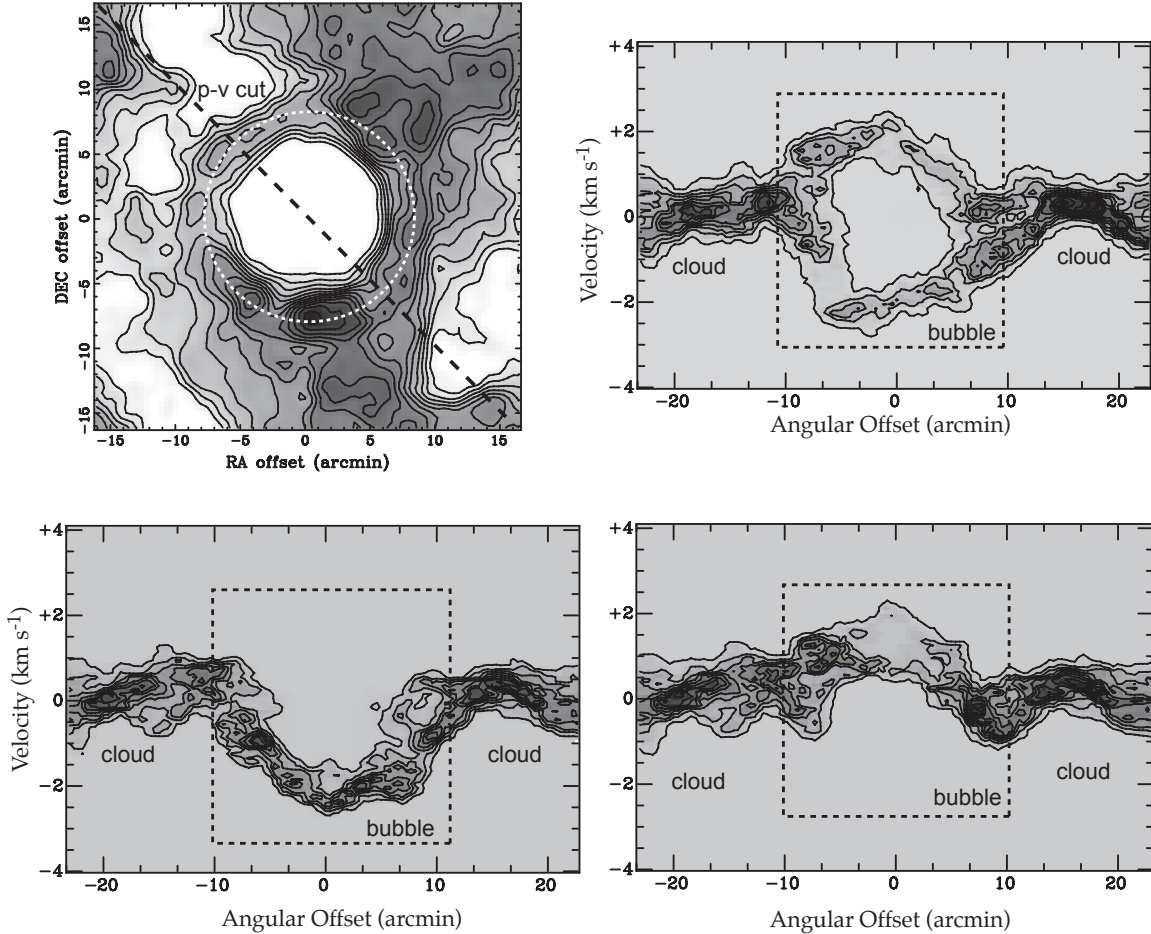 15
10
5
0
-5
-10
-15
DEC offset (arcmin)
p-v cut
-15 -10 -5 0 5 10 15
RA offset (arcmin)
+4
+2
0
-2
-4
Velocity (km s⁻¹)
cloud
cloud
bubble
-20 -10 0 10 20
Angular Offset (arcmin)
+4
+2
0
-2
-4
Velocity (km s⁻¹)
cloud
cloud
bubble
-20 -10 0 10 20
Angular Offset (arcmin)
+4
+2
0
-2
-4
cloud
cloud
bubble
-20 -10 0 10 20
Angular Offset (arcmin)